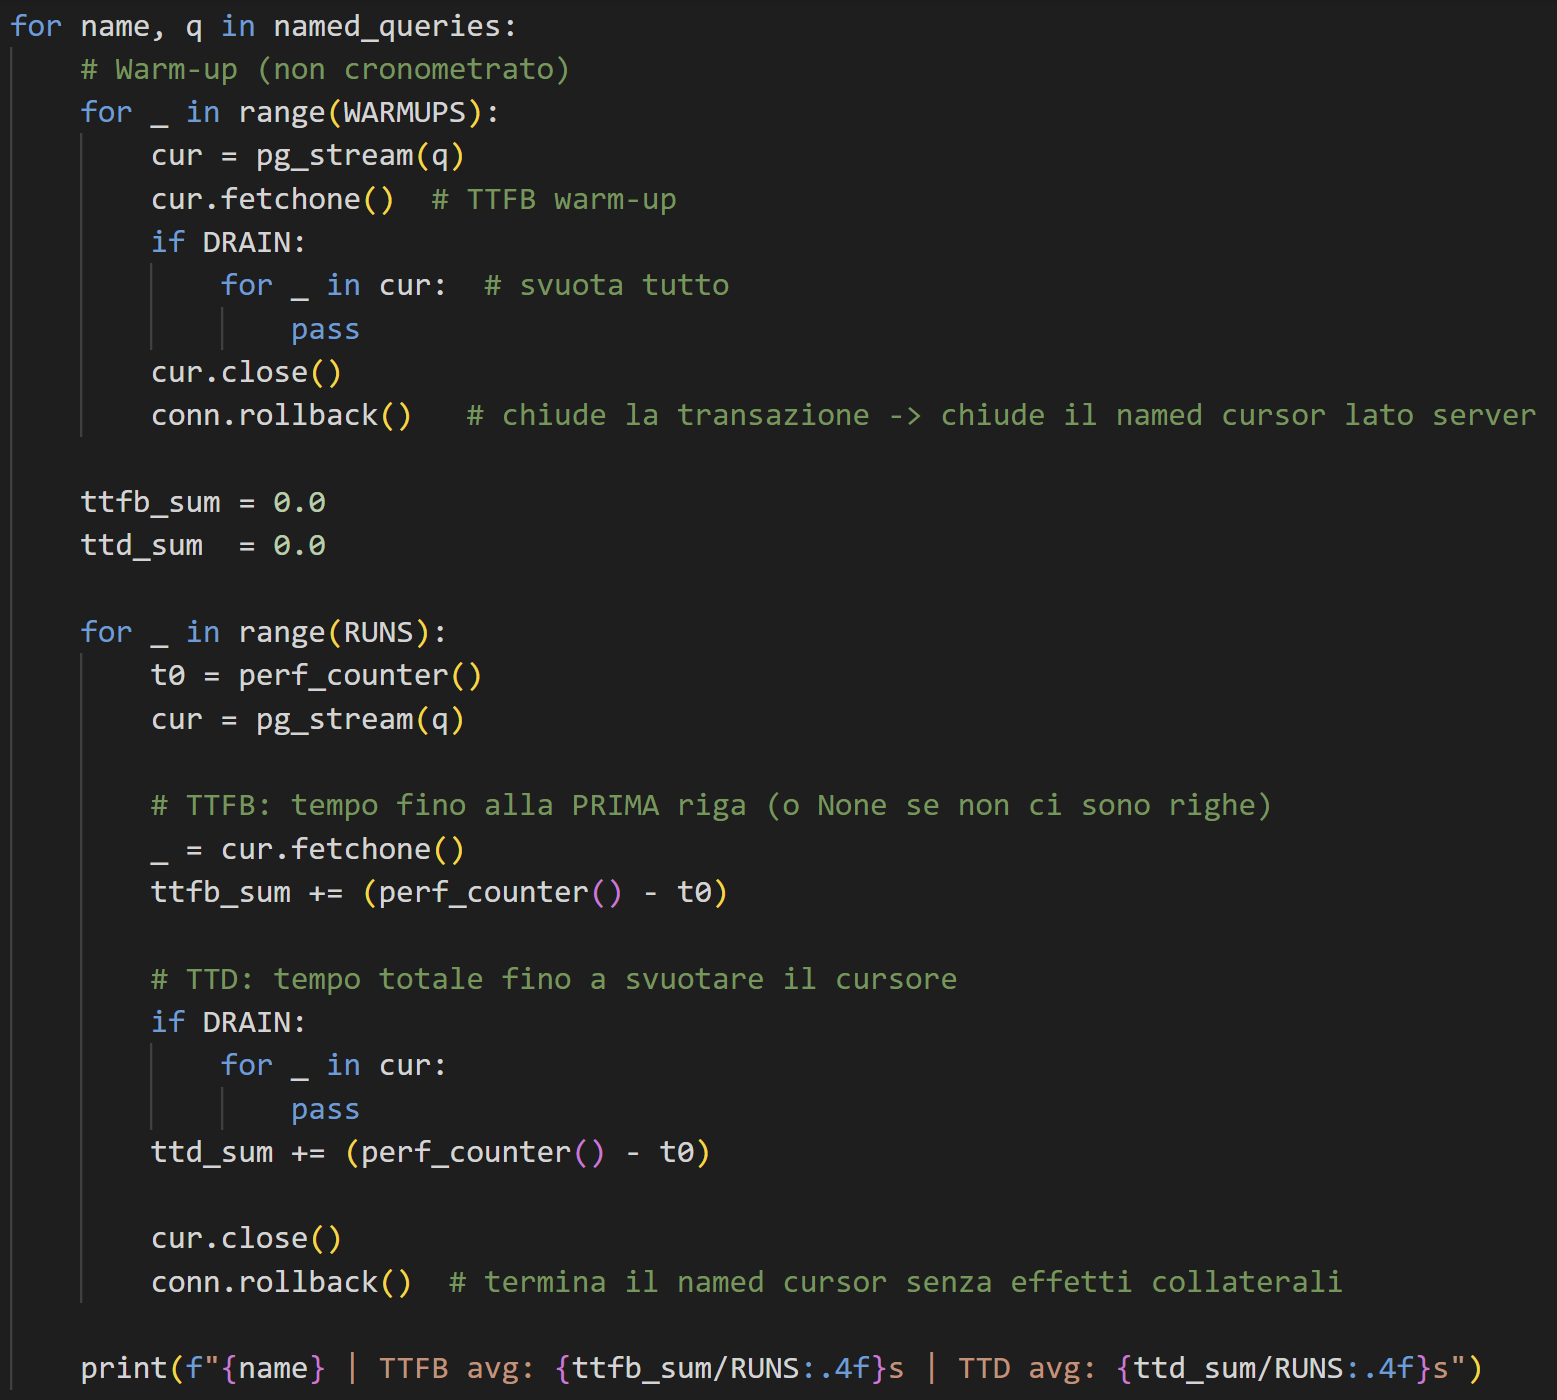 for name, q in named_queries:
    # Warm-up (non cronometrato)
    for _ in range(WARMUPS):
        cur = pg_stream(q)
        cur.fetchone()  # TTFB warm-up
        if DRAIN:
            for _ in cur:  # svuota tutto
                pass
        cur.close()
        conn.rollback()   # chiude la transazione -> chiude il named cursor lato server

    ttfb_sum = 0.0
    ttd_sum  = 0.0

    for _ in range(RUNS):
        t0 = perf_counter()
        cur = pg_stream(q)

        # TTFB: tempo fino alla PRIMA riga (o None se non ci sono righe)
        _ = cur.fetchone()
        ttfb_sum += (perf_counter() - t0)

        # TTD: tempo totale fino a svuotare il cursore
        if DRAIN:
            for _ in cur:
                pass
        ttd_sum += (perf_counter() - t0)

        cur.close()
        conn.rollback()  # termina il named cursor senza effetti collaterali

    print(f"{name} | TTFB avg: {ttfb_sum/RUNS:.4f}s | TTD avg: {ttd_sum/RUNS:.4f}s")